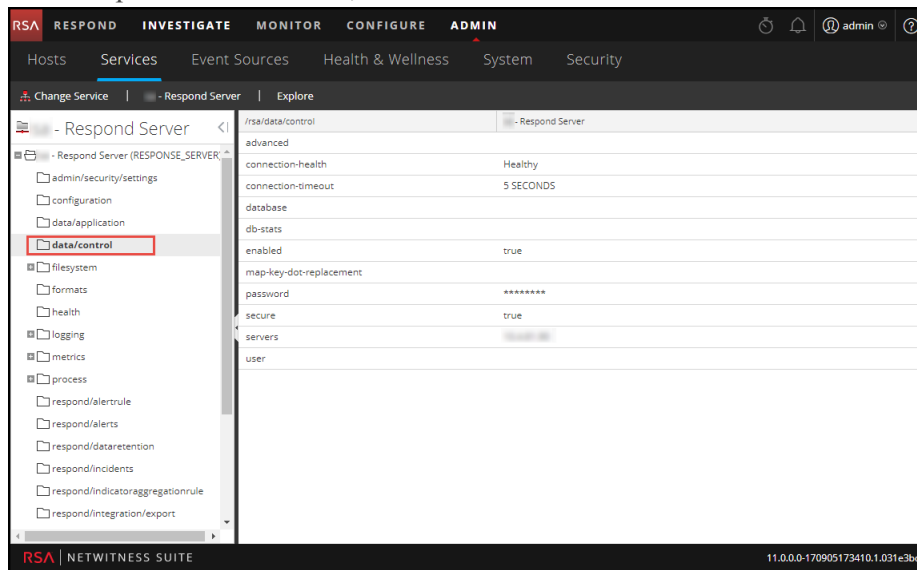 RSA RESPOND INVESTIGATE MONITOR CONFIGURE ADMIN admin
Hosts Services Event Sources Health & Wellness System Security
Change Service | - Respond Server | Explore
- Respond Server
- Respond Server (RESPONSE_SERVER)
admin/security/settings
configuration
data/application
data/control
filesystem
formats
health
logging
metrics
process
respond/alertrule
respond/alerts
respond/dataretention
respond/incidents
respond/indicatoraggregationrule
respond/integration/export
/rsa/data/control - Respond Server
advanced
connection-health Healthy
connection-timeout 5 SECONDS
database
db-stats
enabled true
map-key-dot-replacement
password ********
secure true
servers
user
RSA | NETWITNESS SUITE 11.0.0.0-170905173410.1.031e3b